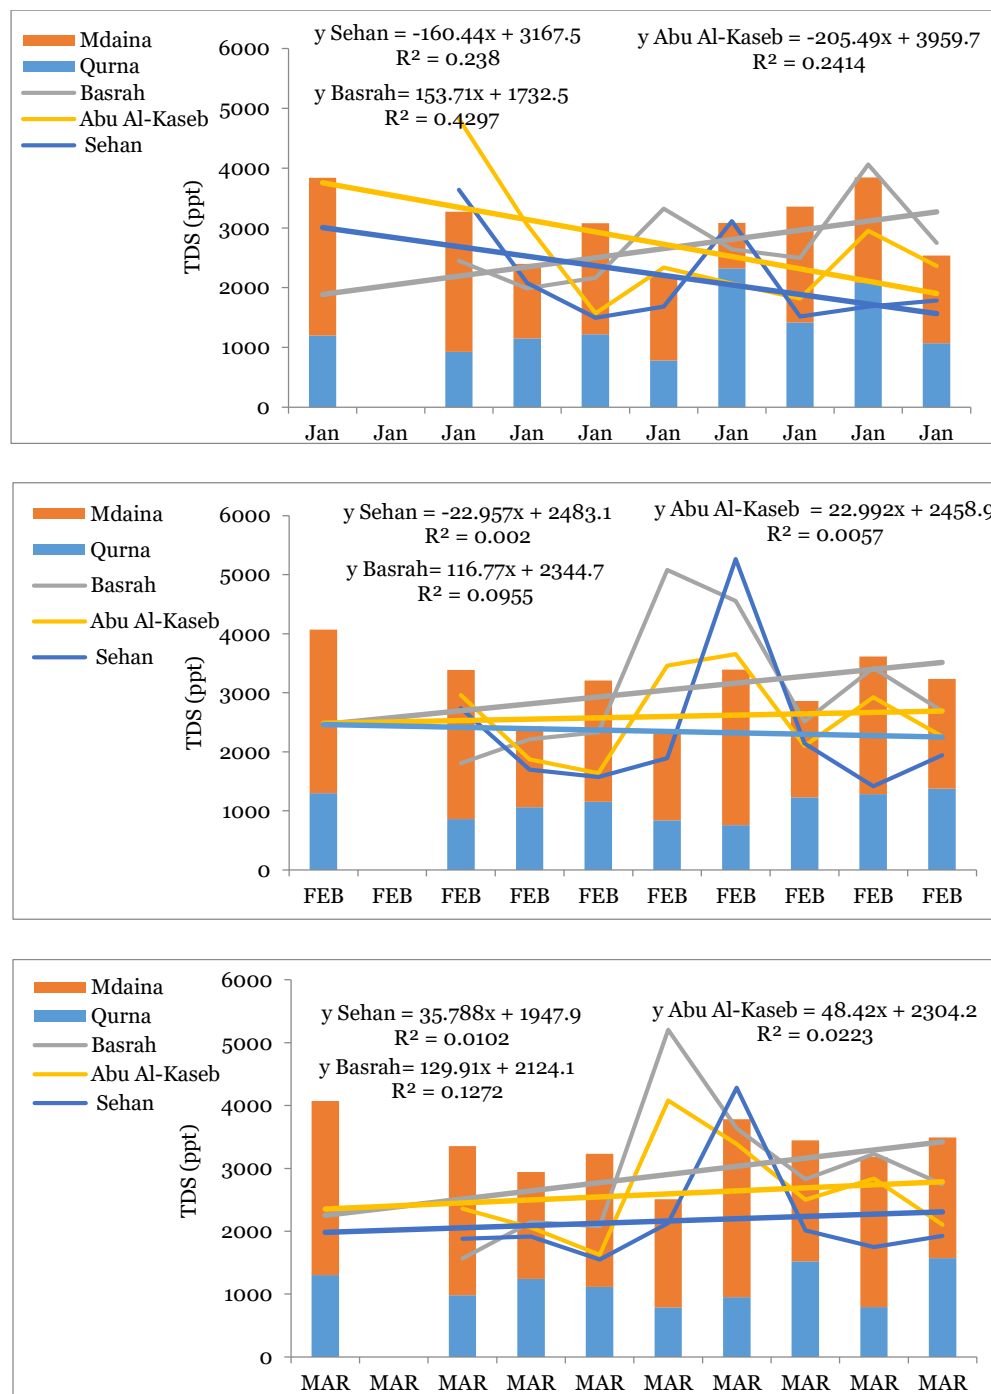 Mdaina
Qurna
Basrah
Abu Al-Kaseb
Sehan
y Sehan = -160.44x + 3167.5
R² = 0.238
y Abu Al-Kaseb = -205.49x + 3959.7
R² = 0.2414
y Basrah= 153.71x + 1732.5
R² = 0.4297
TDS (ppt)
6000
5000
4000
3000
2000
1000
0
Jan Jan Jan Jan Jan Jan Jan Jan Jan Jan
Mdaina
Qurna
Basrah
Abu Al-Kaseb
Sehan
y Sehan = -22.957x + 2483.1
R² = 0.002
y Abu Al-Kaseb = 22.992x + 2458.9
R² = 0.0057
y Basrah= 116.77x + 2344.7
R² = 0.0955
TDS (ppt)
6000
5000
4000
3000
2000
1000
0
FEB FEB FEB FEB FEB FEB FEB FEB FEB FEB
Mdaina
Qurna
Basrah
Abu Al-Kaseb
Sehan
y Sehan = 35.788x + 1947.9
R² = 0.0102
y Abu Al-Kaseb = 48.42x + 2304.2
R² = 0.0223
y Basrah= 129.91x + 2124.1
R² = 0.1272
TDS (ppt)
6000
5000
4000
3000
2000
1000
0
MAR MAR MAR MAR MAR MAR MAR MAR MAR MAR